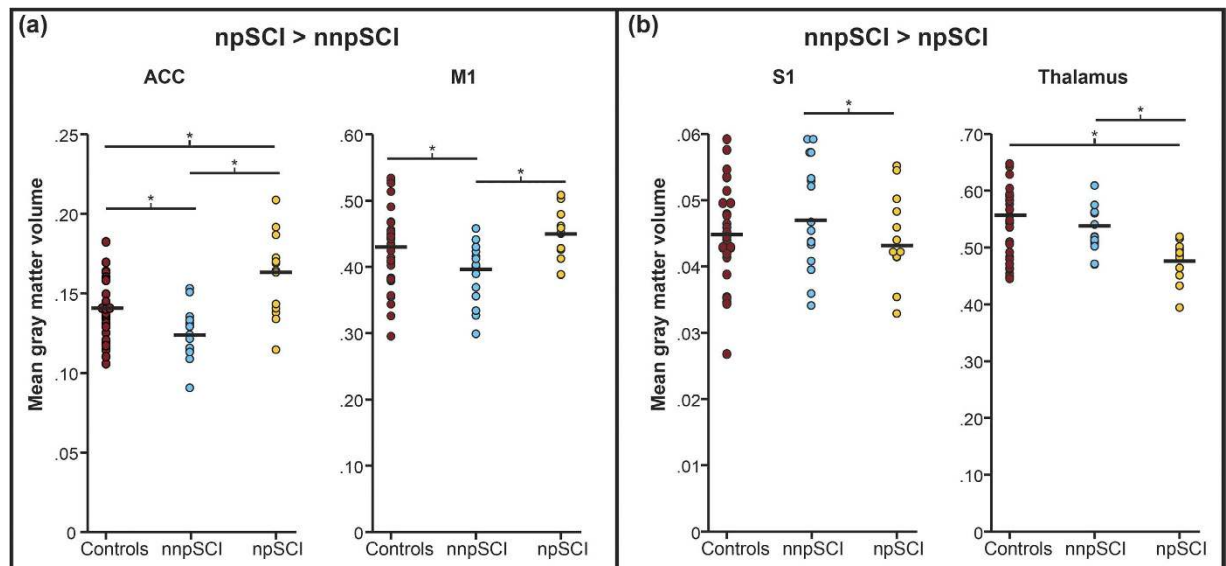 (a)
npSCI > nnpSCI
ACC
M1
Mean gray matter volume
.25
.20
.15
.10
.05
0
*
*
*
Controls
nnpSCI
npSCI
.60
.50
.40
.30
.20
.10
0
*
*
Controls
nnpSCI
npSCI
(b)
nnpSCI > npSCI
S1
Thalamus
Mean gray matter volume
.06
.05
.04
.03
.02
.01
0
*
Controls
nnpSCI
npSCI
.70
.60
.50
.40
.30
.20
.10
0
*
*
Controls
nnpSCI
npSCI